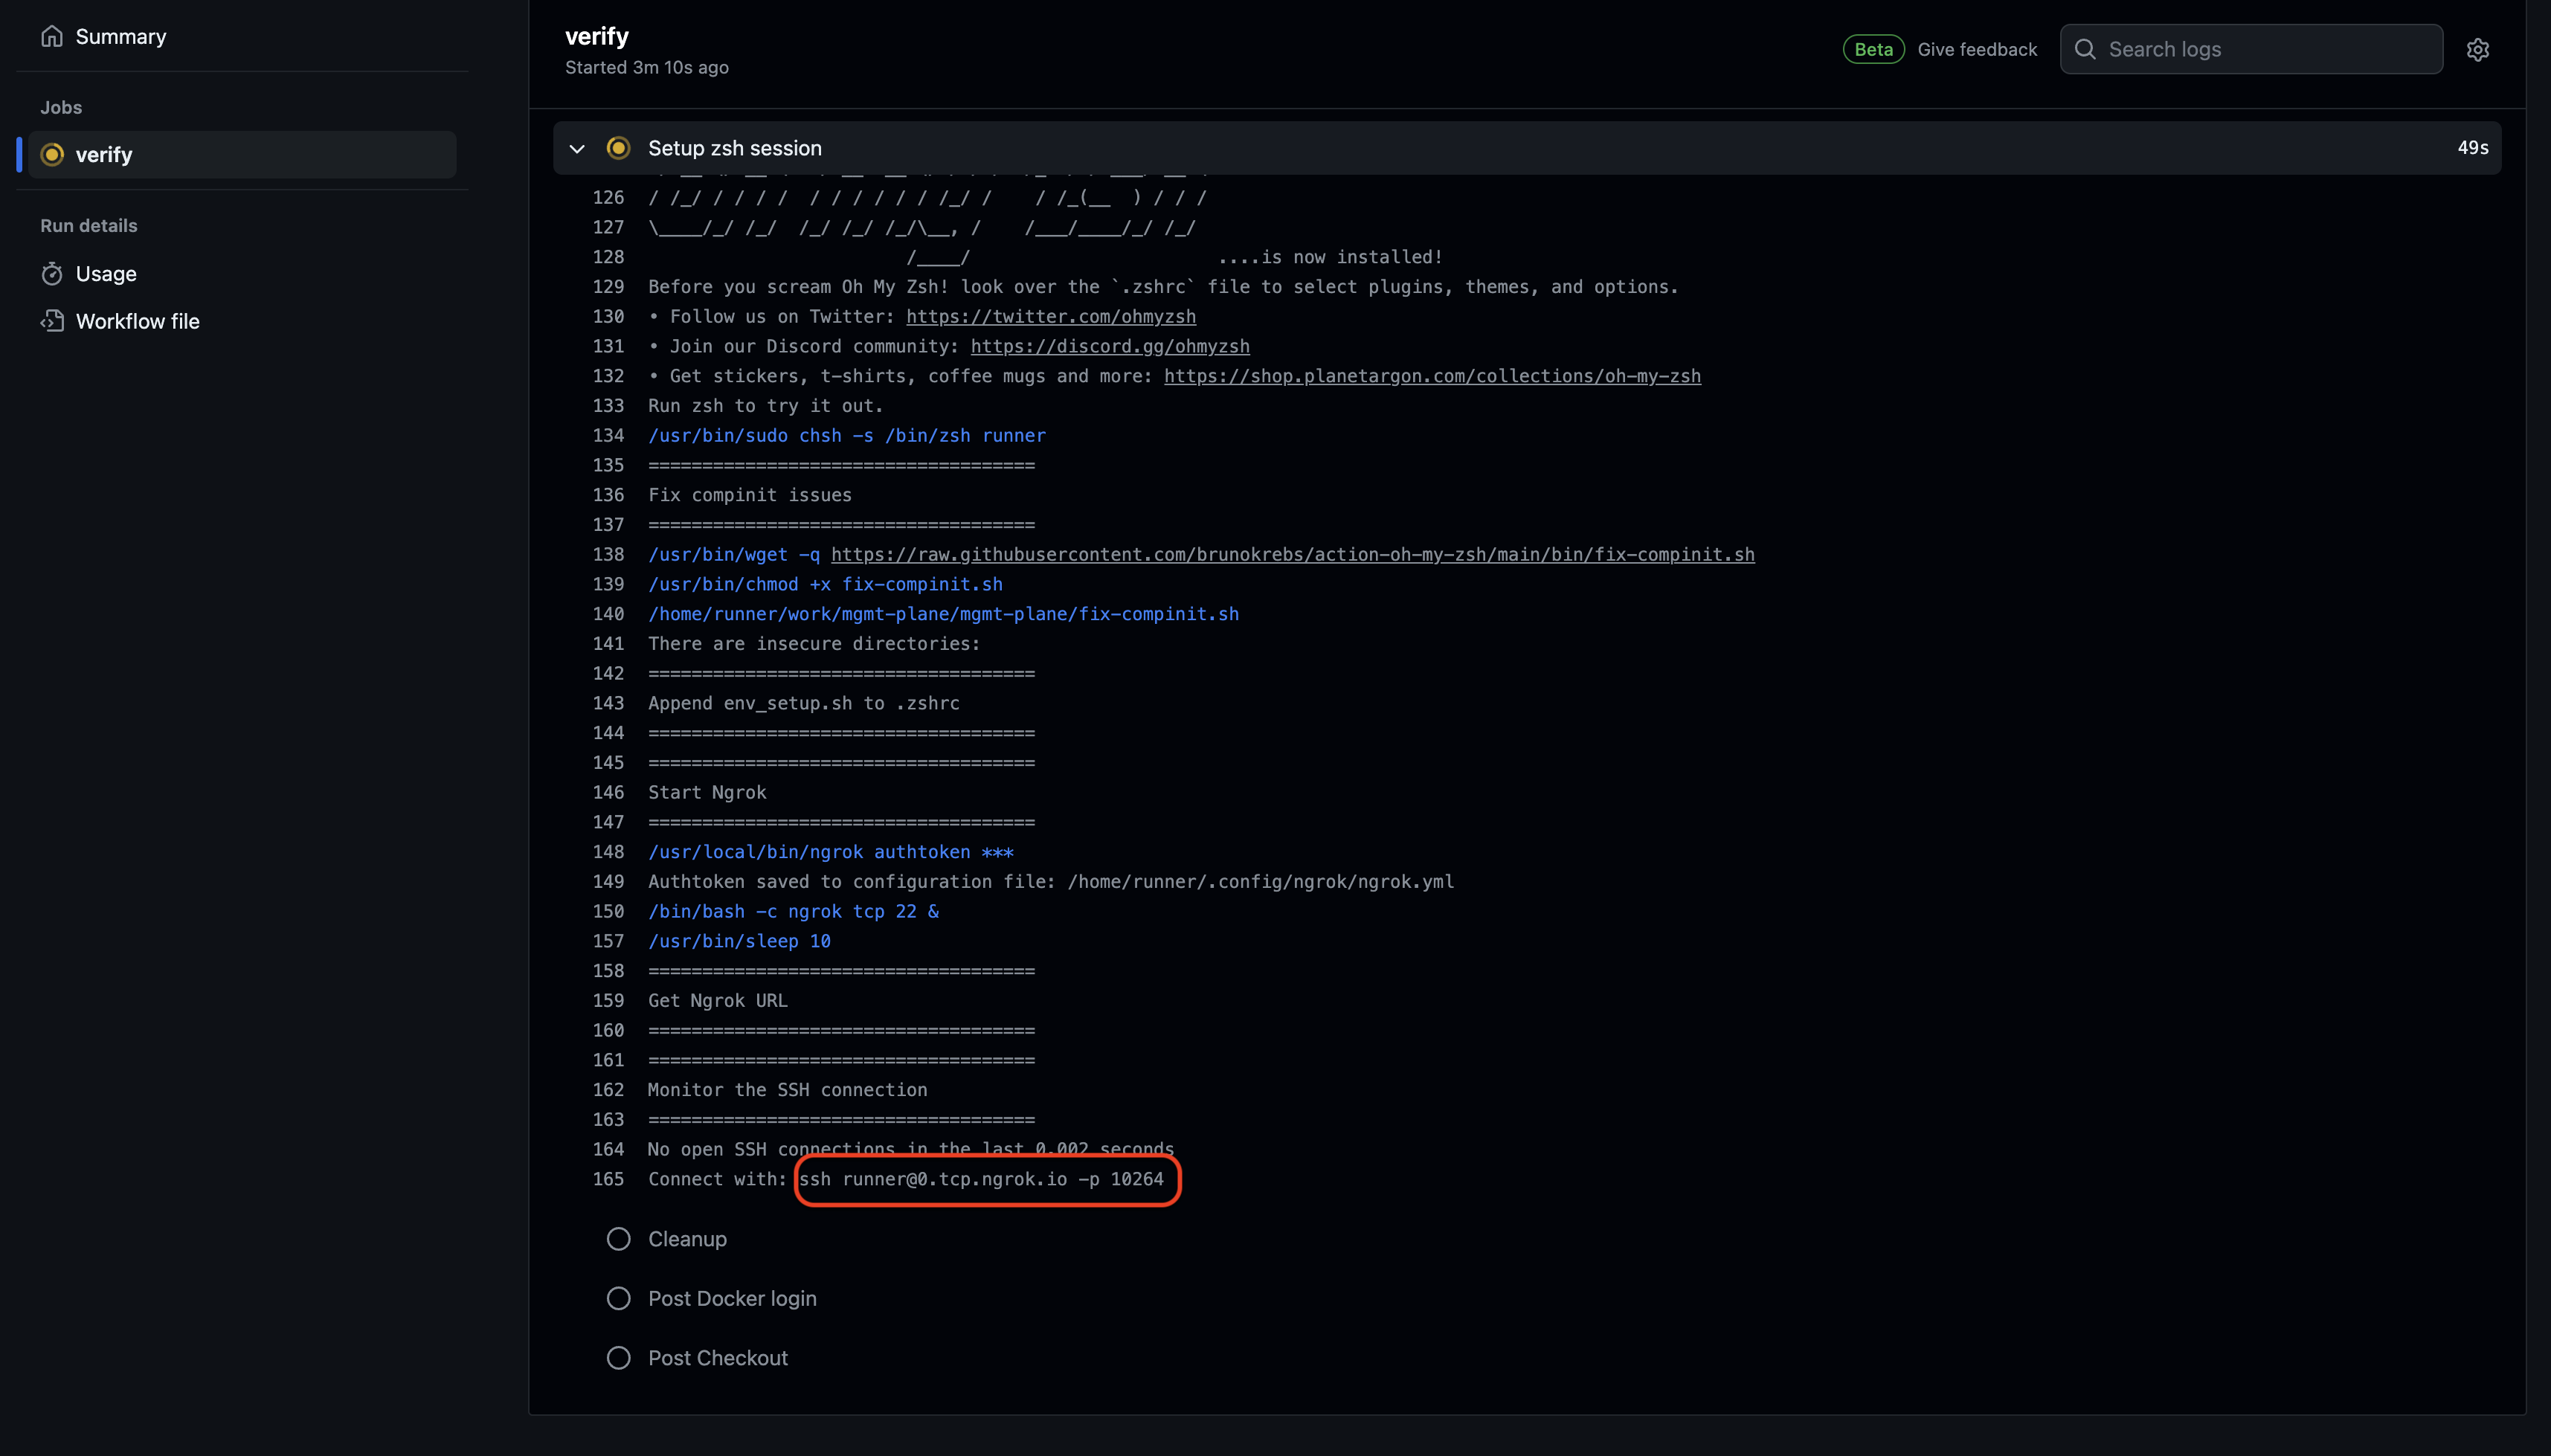 Summary
Jobs
verify
Run details
Usage
Workflow file
verify
Started 3m 10s ago
Beta Give feedback
Search logs
Setup zsh session 49s
126 / /_/ / / / /  / / / / / / /_/ /    / /_(__  ) / / /
127 \____/_/ /_/  /_/ /_/ /_/\__, /    /___/____/_/ /_/
128                         /____/                       ....is now installed!
129 Before you scream Oh My Zsh! look over the `.zshrc` file to select plugins, themes, and options.
130 • Follow us on Twitter: https://twitter.com/ohmyzsh
131 • Join our Discord community: https://discord.gg/ohmyzsh
132 • Get stickers, t-shirts, coffee mugs and more: https://shop.planetargon.com/collections/oh-my-zsh
133 Run zsh to try it out.
134 /usr/bin/sudo chsh -s /bin/zsh runner
135 ====================================
136 Fix compinit issues
137 ====================================
138 /usr/bin/wget -q https://raw.githubusercontent.com/brunokrebs/action-oh-my-zsh/main/bin/fix-compinit.sh
139 /usr/bin/chmod +x fix-compinit.sh
140 /home/runner/work/mgmt-plane/mgmt-plane/fix-compinit.sh
141 There are insecure directories:
142 ====================================
143 Append env_setup.sh to .zshrc
144 ====================================
145 ====================================
146 Start Ngrok
147 ====================================
148 /usr/local/bin/ngrok authtoken ***
149 Authtoken saved to configuration file: /home/runner/.config/ngrok/ngrok.yml
150 /bin/bash -c ngrok tcp 22 &
157 /usr/bin/sleep 10
158 ====================================
159 Get Ngrok URL
160 ====================================
161 ====================================
162 Monitor the SSH connection
163 ====================================
164 No open SSH connections in the last 0.002 seconds
165 Connect with: ssh runner@0.tcp.ngrok.io -p 10264
Cleanup
Post Docker login
Post Checkout